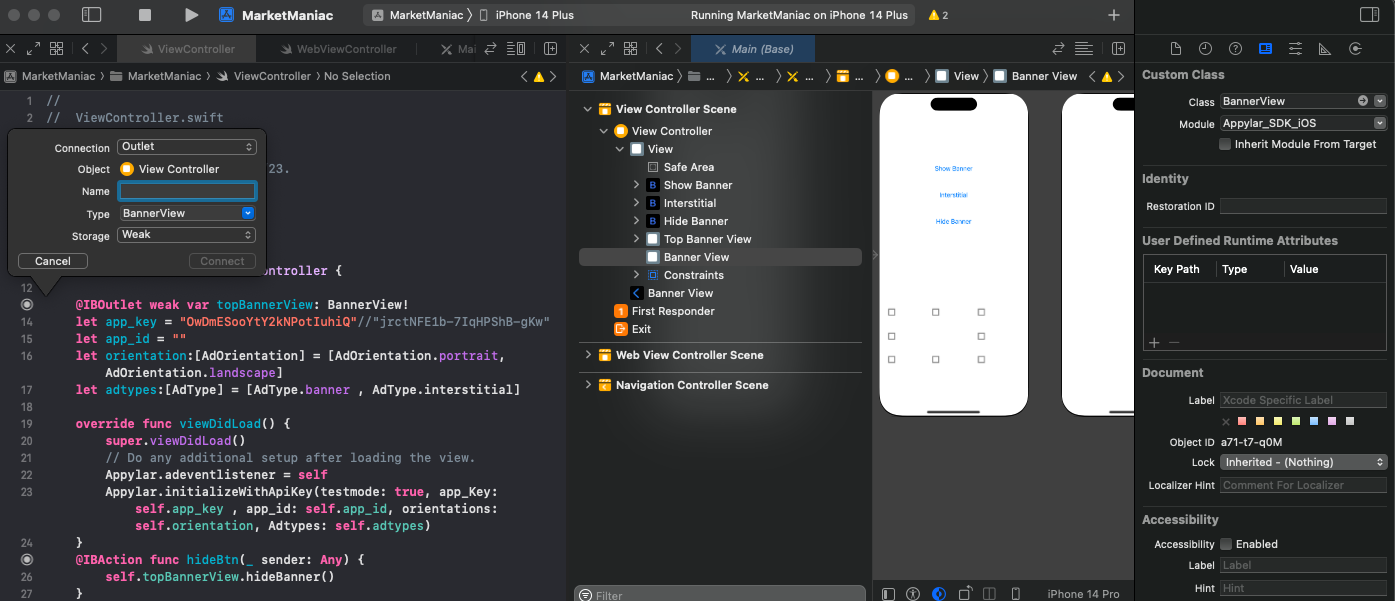 MarketManiac
MarketManiac 〉 iPhone 14 Plus
Running MarketManiac on iPhone 14 Plus
2
ViewController
WebViewController
Mai
MarketManiac 〉 MarketManiac 〉 ViewController 〉 No Selection
1 //
2 //  ViewController.swift
Connection Outlet
Object View Controller
23.
Name
Type BannerView
Storage Weak
Cancel Connect
ontroller {
12
@IBOutlet weak var topBannerView: BannerView!
14 let app_key = "OwDmESooYtY2kNPotIuhiQ"//"jrctNFE1b-7IqHPShB-gKw"
15 let app_id = ""
16 let orientation:[AdOrientation] = [AdOrientation.portrait,
AdOrientation.landscape]
17 let adtypes:[AdType] = [AdType.banner , AdType.interstitial]
18
19 override func viewDidLoad() {
20 super.viewDidLoad()
21 // Do any additional setup after loading the view.
22 Appylar.adeventlistener = self
23 Appylar.initializeWithApiKey(testmode: true, app_Key:
self.app_key , app_id: self.app_id, orientations:
self.orientation, Adtypes: self.adtypes)
24 }
@IBAction func hideBtn(_ sender: Any) {
26 self.topBannerView.hideBanner()
27 }
Main (Base)
MarketManiac 〉 ... 〉 ... 〉 ... 〉 ... 〉 ... 〉 View 〉 Banner View
View Controller Scene
View Controller
View
Safe Area
B Show Banner
B Interstitial
B Hide Banner
Top Banner View
Banner View
Constraints
Banner View
1 First Responder
Exit
Web View Controller Scene
Navigation Controller Scene
Filter
Show Banner
Interstitial
Hide Banner
iPhone 14 Pro
Custom Class
Class BannerView
Module Appylar_SDK_iOS
Inherit Module From Target
Identity
Restoration ID
User Defined Runtime Attributes
Key Path Type Value
Document
Label Xcode Specific Label
Object ID a71-t7-q0M
Lock Inherited - (Nothing)
Localizer Hint Comment For Localizer
Accessibility
Accessibility Enabled
Label Label
Hint Hint